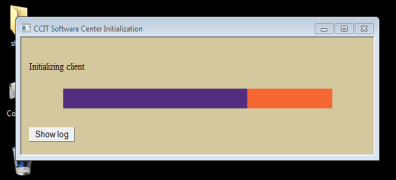 CCIT Software Center Initialization
Initializing client
Show log